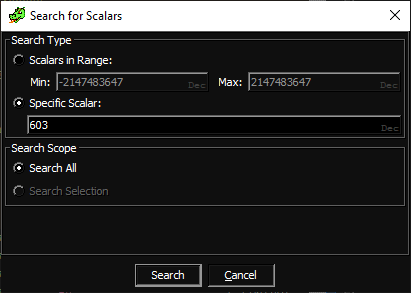 Search for Scalars
Search Type
Scalars in Range:
Min: -2147483647 Dec Max: 2147483647 Dec
Specific Scalar:
603 Dec
Search Scope
Search All
Search Selection
Search Cancel